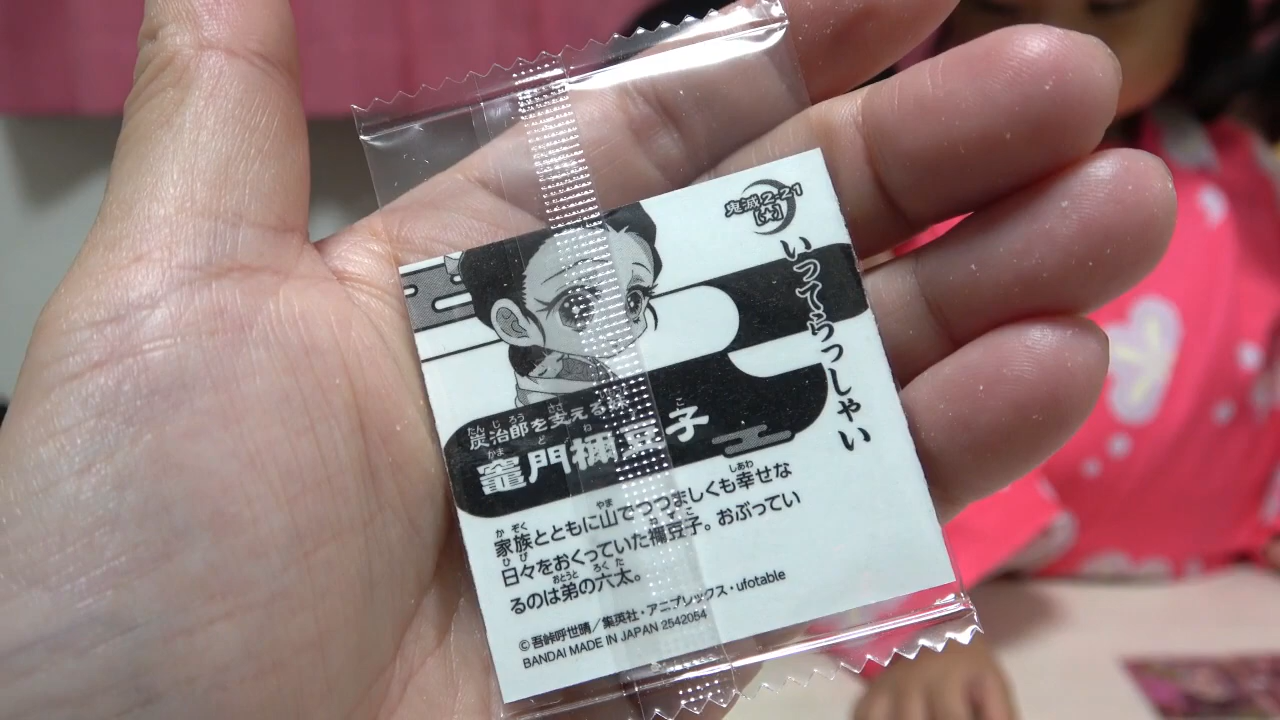 鬼滅2-21
[★]
いってらっしゃい
炭治郎を支える妹
竈門禰豆子
家族とともに山でつつましくも幸せな
日々をおくっていた禰豆子。おぶってい
るのは弟の六太。
©吾峠呼世晴／集英社・アニプレックス・ufotable
BANDAI MADE IN JAPAN 2542054